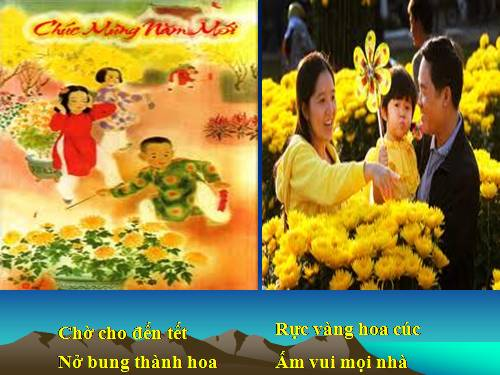 Chúc Mừng Năm Mới
Chờ cho đến tết
Nở bung thành hoa
Rực vàng hoa cúc
Ấm vui mọi nhà